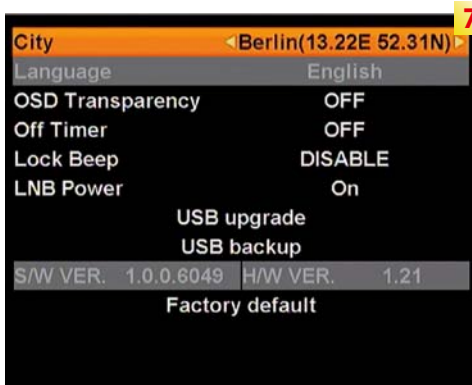 7
City Berlin(13.22E 52.31N)
Language English
OSD Transparency OFF
Off Timer OFF
Lock Beep DISABLE
LNB Power On
USB upgrade
USB backup
S/W VER. 1.0.0.6049 H/W VER. 1.21
Factory default